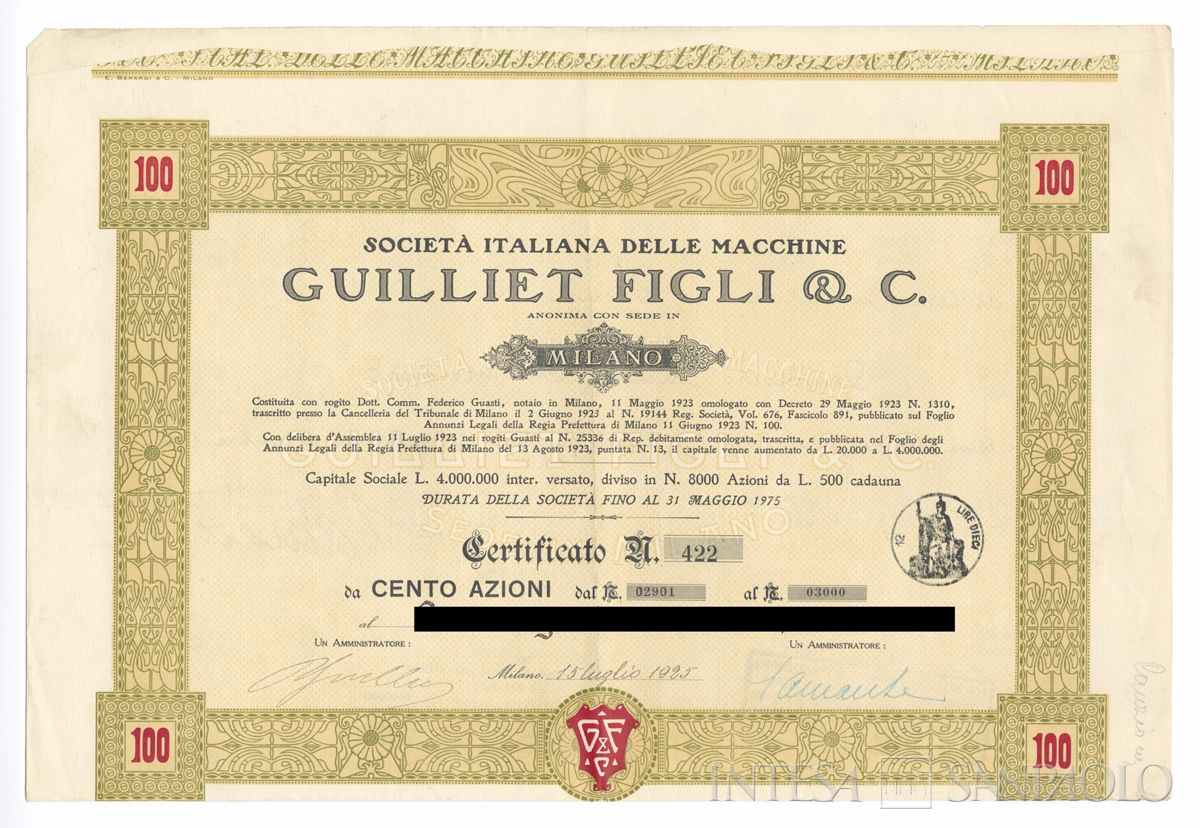 E. BERARDI & C. - MILANO
100
100
SOCIETÀ ITALIANA DELLE MACCHINE
GUILLIET FIGLI & C.
ANONIMA CON SEDE IN
MILANO
SOCIETÀ MACCHINE
Costituita con rogito Dott. Comm. Federico Guasti, notaio in Milano, 11 Maggio 1923 omologato con Decreto 29 Maggio 1923 N. 1310,
trascritto presso la Cancelleria del Tribunale di Milano il 2 Giugno 1923 al N. 19144 Reg. Società, Vol. 676, Fascicolo 891, pubblicato sul Foglio
Annunzi Legali della Regia Prefettura di Milano 11 Giugno 1923 N. 100.
Con delibera d'Assemblea 11 Luglio 1923 nei rogiti Guasti al N. 25336 di Rep. debitamente omologata, trascritta, e pubblicata nel Foglio degli
Annunzi Legali della Regia Prefettura di Milano del 13 Agosto 1923, puntata N. 13, il capitale venne aumentato da L. 20.000 a L. 4.000.000.
GUILLIET FIGLI & C.
Capitale Sociale L. 4.000.000 inter. versato, diviso in N. 8000 Azioni da L. 500 cadauna
DURATA DELLA SOCIETÀ FINO AL 31 MAGGIO 1975
Certificato N. 422
12 LIRE DIECI
da CENTO AZIONI dal N. 02901 al N. 03000
al
UN AMMINISTRATORE : UN AMMINISTRATORE :
Milano, 15 luglio 1925
100
G & F C
100
INTESA SANPAOLO